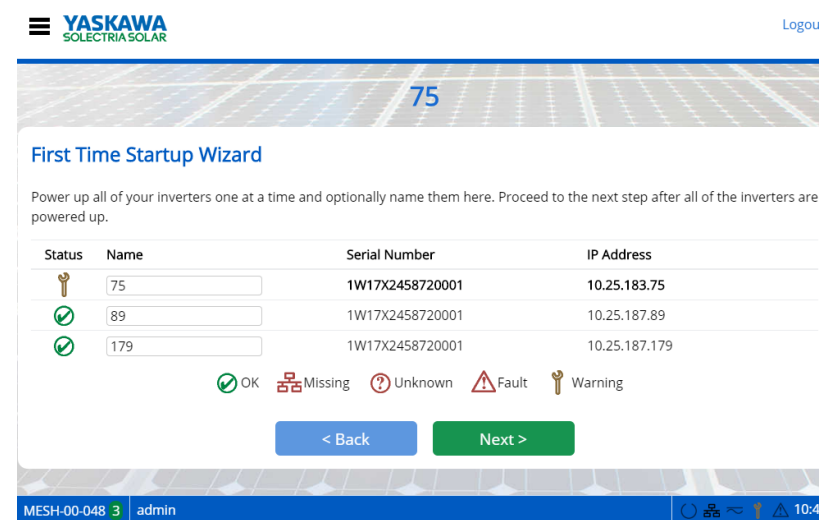 YASKAWA
SOLECTRIA SOLAR
Logou
75
First Time Startup Wizard
Power up all of your inverters one at a time and optionally name them here. Proceed to the next step after all of the inverters are
powered up.
Status Name Serial Number IP Address
75 1W17X2458720001 10.25.183.75
89 1W17X2458720001 10.25.187.89
179 1W17X2458720001 10.25.187.179
OK Missing Unknown Fault Warning
< Back Next >
MESH-00-048 3 admin 10:4